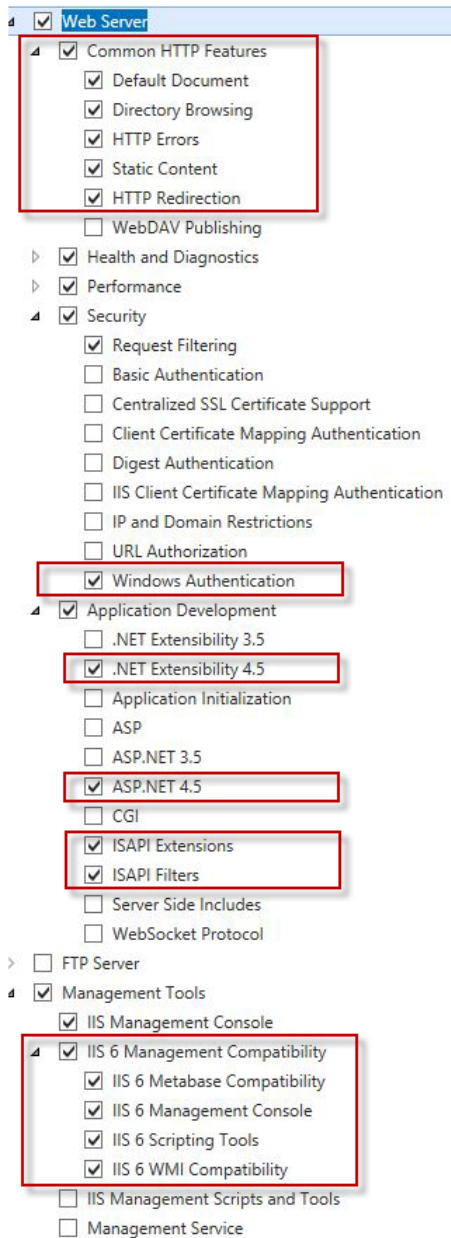 Web Server
Common HTTP Features
Default Document
Directory Browsing
HTTP Errors
Static Content
HTTP Redirection
WebDAV Publishing
Health and Diagnostics
Performance
Security
Request Filtering
Basic Authentication
Centralized SSL Certificate Support
Client Certificate Mapping Authentication
Digest Authentication
IIS Client Certificate Mapping Authentication
IP and Domain Restrictions
URL Authorization
Windows Authentication
Application Development
.NET Extensibility 3.5
.NET Extensibility 4.5
Application Initialization
ASP
ASP.NET 3.5
ASP.NET 4.5
CGI
ISAPI Extensions
ISAPI Filters
Server Side Includes
WebSocket Protocol
FTP Server
Management Tools
IIS Management Console
IIS 6 Management Compatibility
IIS 6 Metabase Compatibility
IIS 6 Management Console
IIS 6 Scripting Tools
IIS 6 WMI Compatibility
IIS Management Scripts and Tools
Management Service